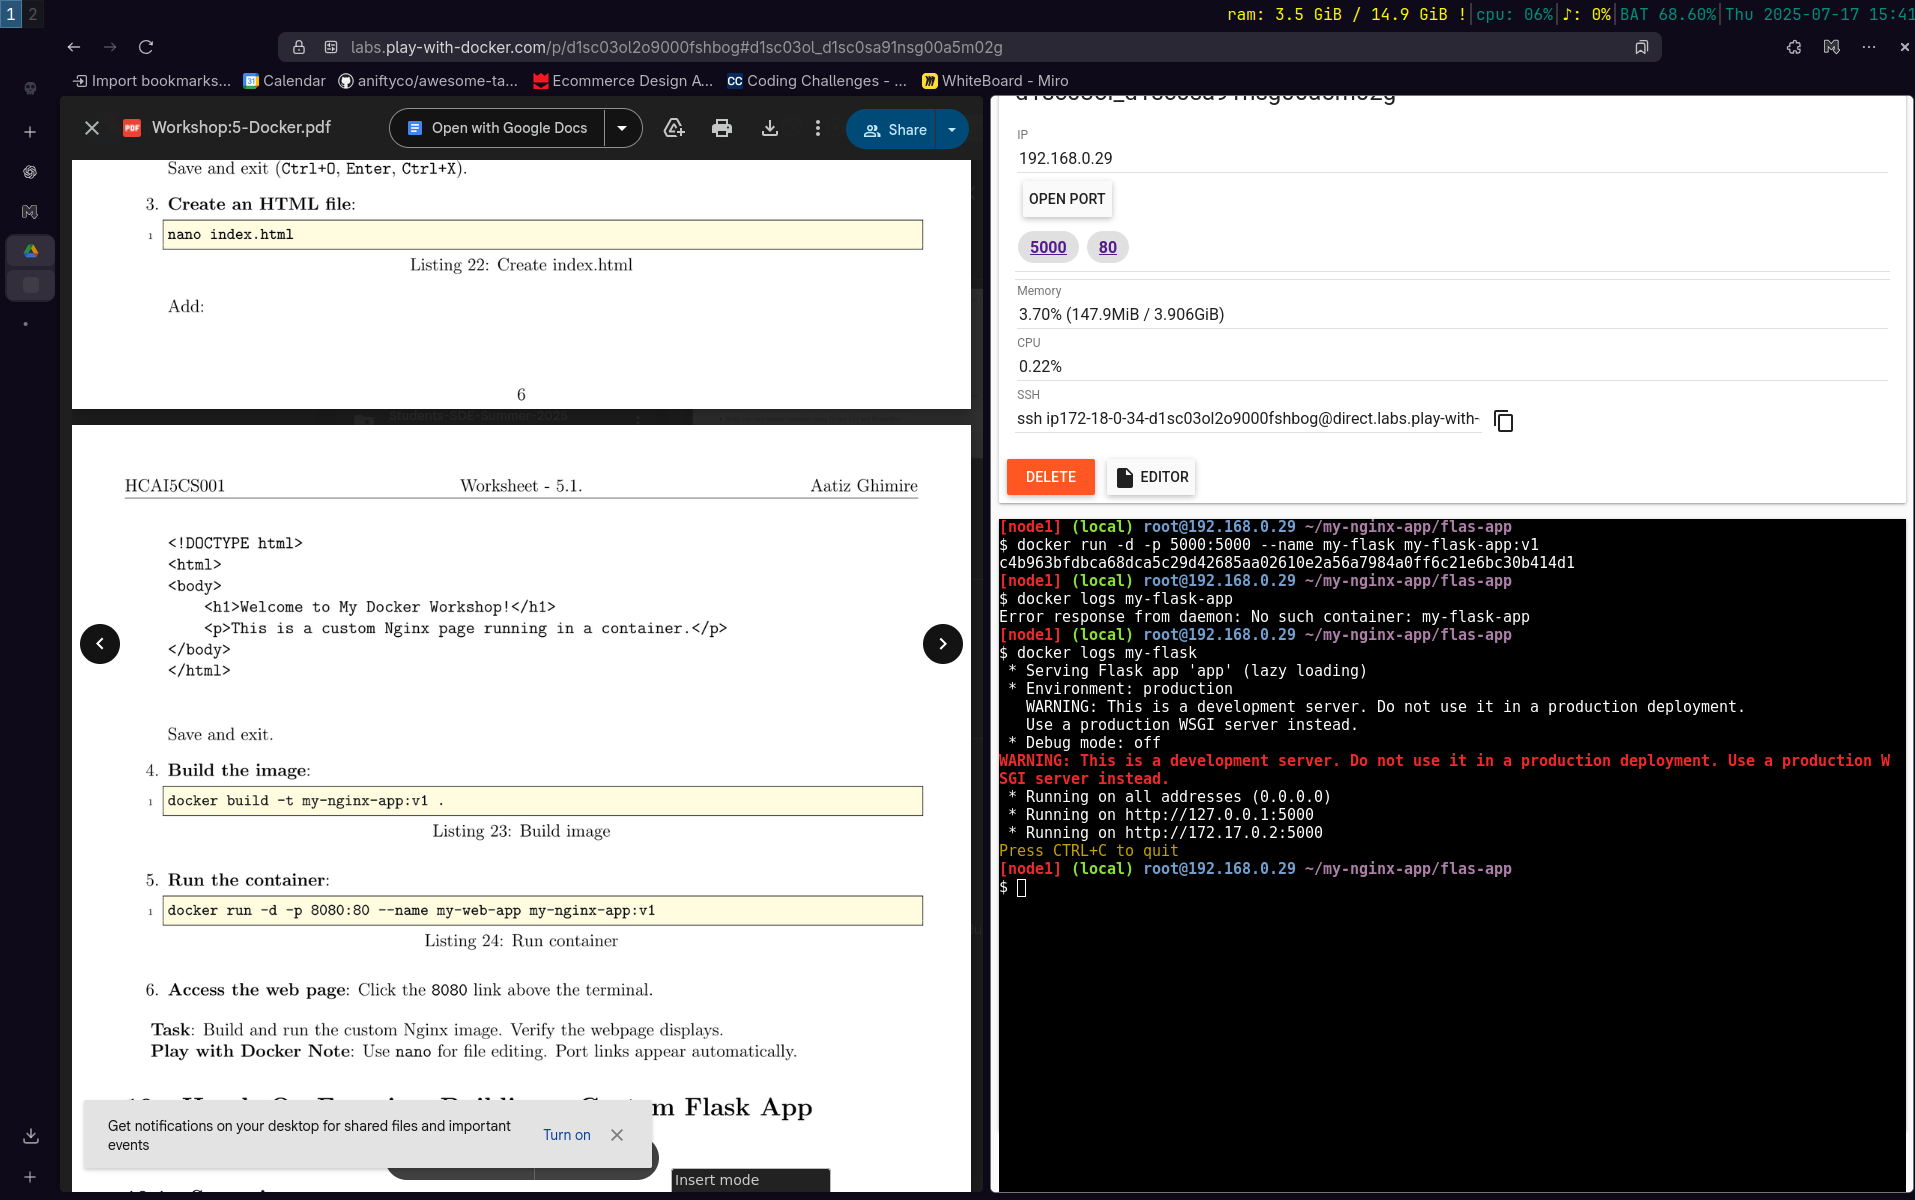 1 2
ram: 3.5 GiB / 14.9 GiB ! cpu: 06% ♪: 0% BAT 68.60% Thu 2025-07-17 15:41
labs.play-with-docker.com/p/d1sc03ol2o9000fshbog#d1sc03ol_d1sc0sa91nsg00a5m02g
Import bookmarks... Calendar aniftyco/awesome-ta... Ecommerce Design A... CC Coding Challenges - ... WhiteBoard - Miro
PDF Workshop:5-Docker.pdf Open with Google Docs Share
Save and exit (Ctrl+O, Enter, Ctrl+X).
3. Create an HTML file:
1 nano index.html
Listing 22: Create index.html
Add:
6
Students-SDE-Summer-2025
HCAI5CS001 Worksheet - 5.1. Aatiz Ghimire
<!DOCTYPE html>
<html>
<body>
<h1>Welcome to My Docker Workshop!</h1>
<p>This is a custom Nginx page running in a container.</p>
</body>
</html>
Save and exit.
4. Build the image:
1 docker build -t my-nginx-app:v1 .
Listing 23: Build image
5. Run the container:
1 docker run -d -p 8080:80 --name my-web-app my-nginx-app:v1
Listing 24: Run container
6. Access the web page: Click the 8080 link above the terminal.
Task: Build and run the custom Nginx image. Verify the webpage displays.
Play with Docker Note: Use nano for file editing. Port links appear automatically.
Flask App
Get notifications on your desktop for shared files and important
events
Turn on
Insert mode
d1sc03ol_d1sc0sa91nsg00a5m02g
IP
192.168.0.29
OPEN PORT
5000 80
Memory
3.70% (147.9MiB / 3.906GiB)
CPU
0.22%
SSH
ssh ip172-18-0-34-d1sc03ol2o9000fshbog@direct.labs.play-with-
DELETE EDITOR
[node1] (local) root@192.168.0.29 ~/my-nginx-app/flas-app
$ docker run -d -p 5000:5000 --name my-flask my-flask-app:v1
c4b963bfdbca68dca5c29d42685aa02610e2a56a7984a0ff6c21e6bc30b414d1
[node1] (local) root@192.168.0.29 ~/my-nginx-app/flas-app
$ docker logs my-flask-app
Error response from daemon: No such container: my-flask-app
[node1] (local) root@192.168.0.29 ~/my-nginx-app/flas-app
$ docker logs my-flask
* Serving Flask app 'app' (lazy loading)
* Environment: production
WARNING: This is a development server. Do not use it in a production deployment.
Use a production WSGI server instead.
* Debug mode: off
WARNING: This is a development server. Do not use it in a production deployment. Use a production W
SGI server instead.
* Running on all addresses (0.0.0.0)
* Running on http://127.0.0.1:5000
* Running on http://172.17.0.2:5000
Press CTRL+C to quit
[node1] (local) root@192.168.0.29 ~/my-nginx-app/flas-app
$